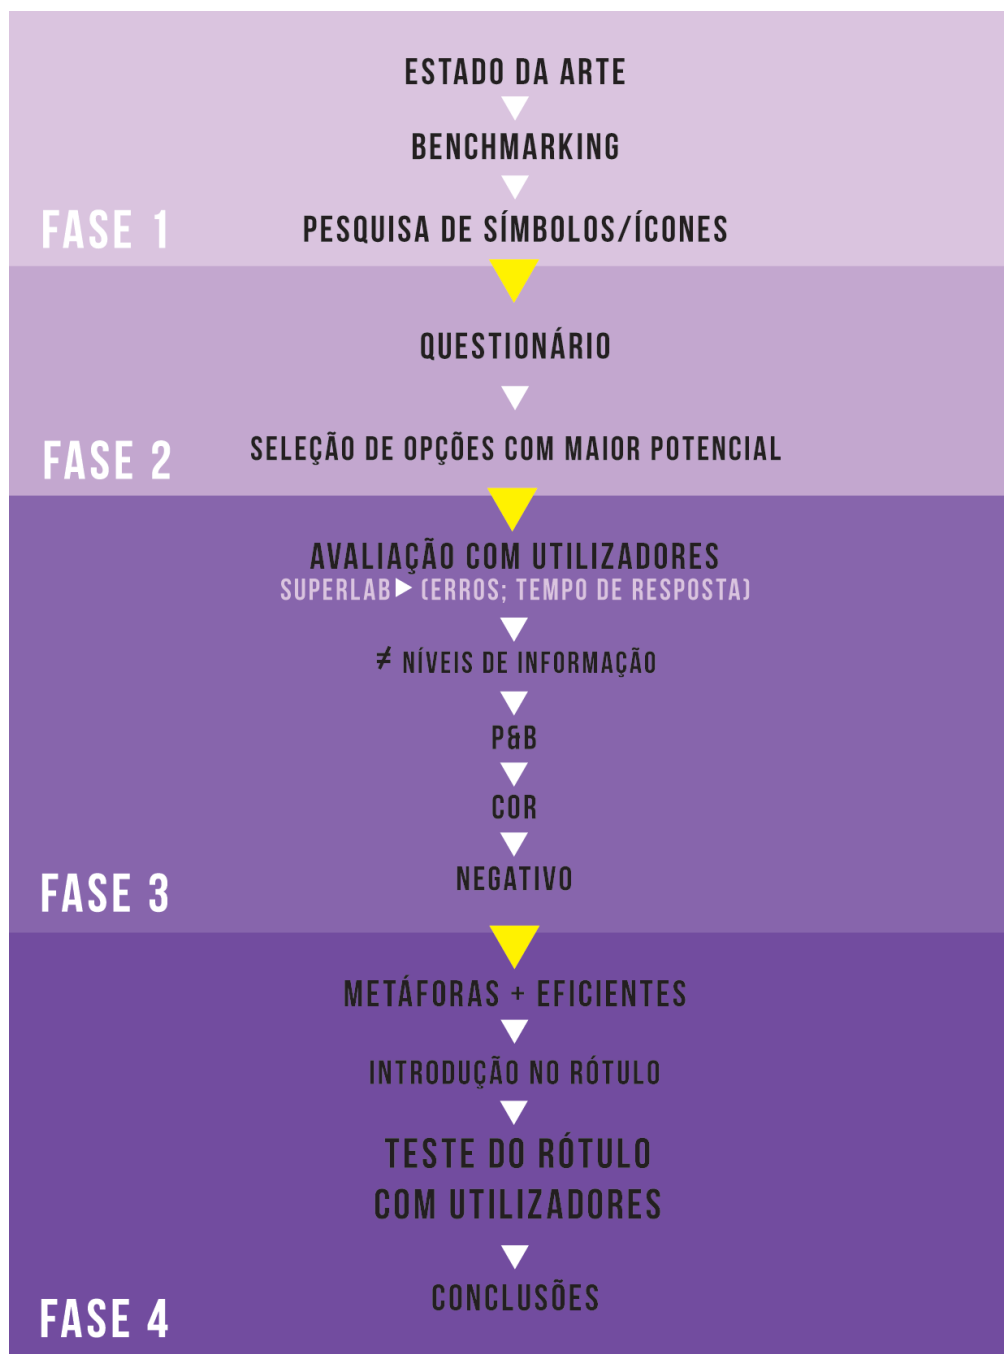 ESTADO DA ARTE
BENCHMARKING
FASE 1
PESQUISA DE SÍMBOLOS/ÍCONES
QUESTIONÁRIO
FASE 2
SELEÇÃO DE OPÇÕES COM MAIOR POTENCIAL
AVALIAÇÃO COM UTILIZADORES
SUPERLAB▶ (ERROS; TEMPO DE RESPOSTA)
≠ NÍVEIS DE INFORMAÇÃO
P&B
COR
NEGATIVO
FASE 3
METÁFORAS + EFICIENTES
INTRODUÇÃO NO RÓTULO
TESTE DO RÓTULO
COM UTILIZADORES
CONCLUSÕES
FASE 4